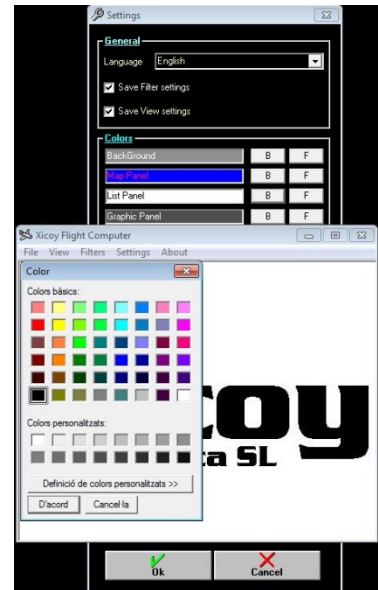 Settings
General
Language English
Save Filter settings
Save View settings
Colors
BackGround B F
Map Panel B F
List Panel B F
Graphic Panel B F
Xicoy Flight Computer
File View Filters Settings About
Color
Colors bàsics:
Colors personalitzats:
Definició de colors personalitzats >>
D'acord Cancel·la
coy
ca SL
Ok Cancel